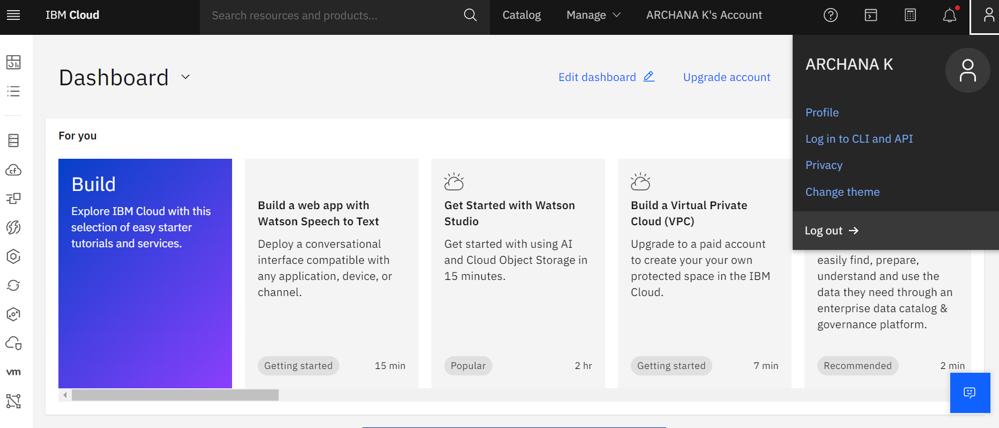 IBM Cloud
Search resources and products...
Catalog
Manage
ARCHANA K's Account
ARCHANA K
Profile
Log in to CLI and API
Privacy
Change theme
Log out
Dashboard
Edit dashboard
Upgrade account
For you
Build
Explore IBM Cloud with this
selection of easy starter
tutorials and services.
Build a web app with
Watson Speech to Text
Deploy a conversational
interface compatible with
any application, device, or
channel.
Getting started
15 min
Get Started with Watson
Studio
Get started with using AI
and Cloud Object Storage in
15 minutes.
Popular
2 hr
Build a Virtual Private
Cloud (VPC)
Upgrade to a paid account
to create your your own
protected space in the IBM
Cloud.
Getting started
7 min
easily find, prepare,
understand and use the
data they need through an
enterprise data catalog &
governance platform.
Recommended
2 min
cf
vm